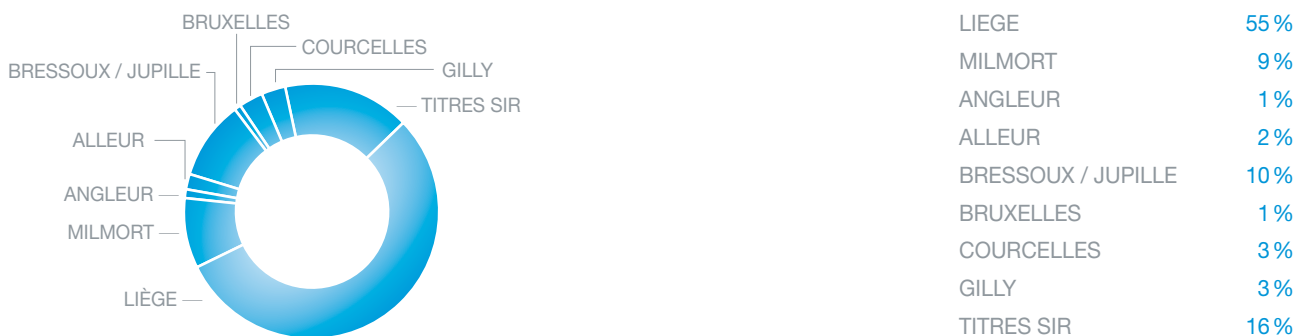 BRUXELLES
COURCELLES
BRESSOUX / JUPILLE
GILLY
TITRES SIR
ALLEUR
ANGLEUR
MILMORT
LIÈGE
LIEGE 55 %
MILMORT 9 %
ANGLEUR 1 %
ALLEUR 2 %
BRESSOUX / JUPILLE 10 %
BRUXELLES 1 %
COURCELLES 3 %
GILLY 3 %
TITRES SIR 16 %